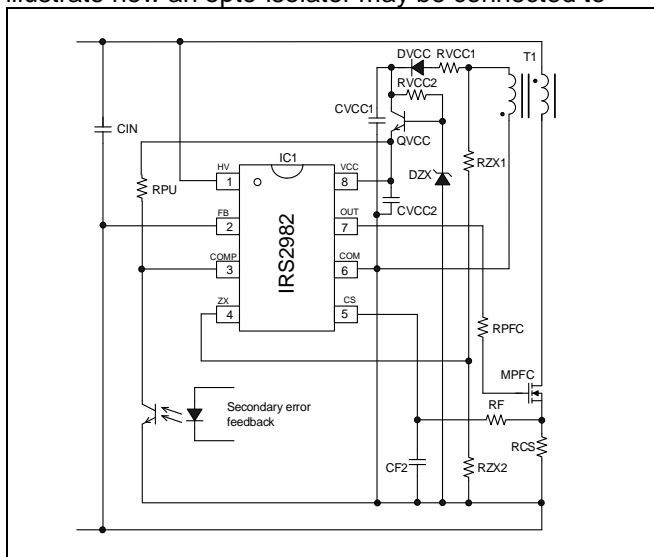 illustrate how an opto-isolator may be connected to
DVCC RVCC1
T1
RVCC2
CVCC1
CIN
QVCC
RZX1
IC1
DZX
HV
VCC
1
8
RPU
CVCC2
FB
OUT
2
7
IRS2982
COMP
COM
3
6
ZX
CS
4
5
RPFC
MPFC
Secondary error
feedback
RF
RCS
CF2
RZX2